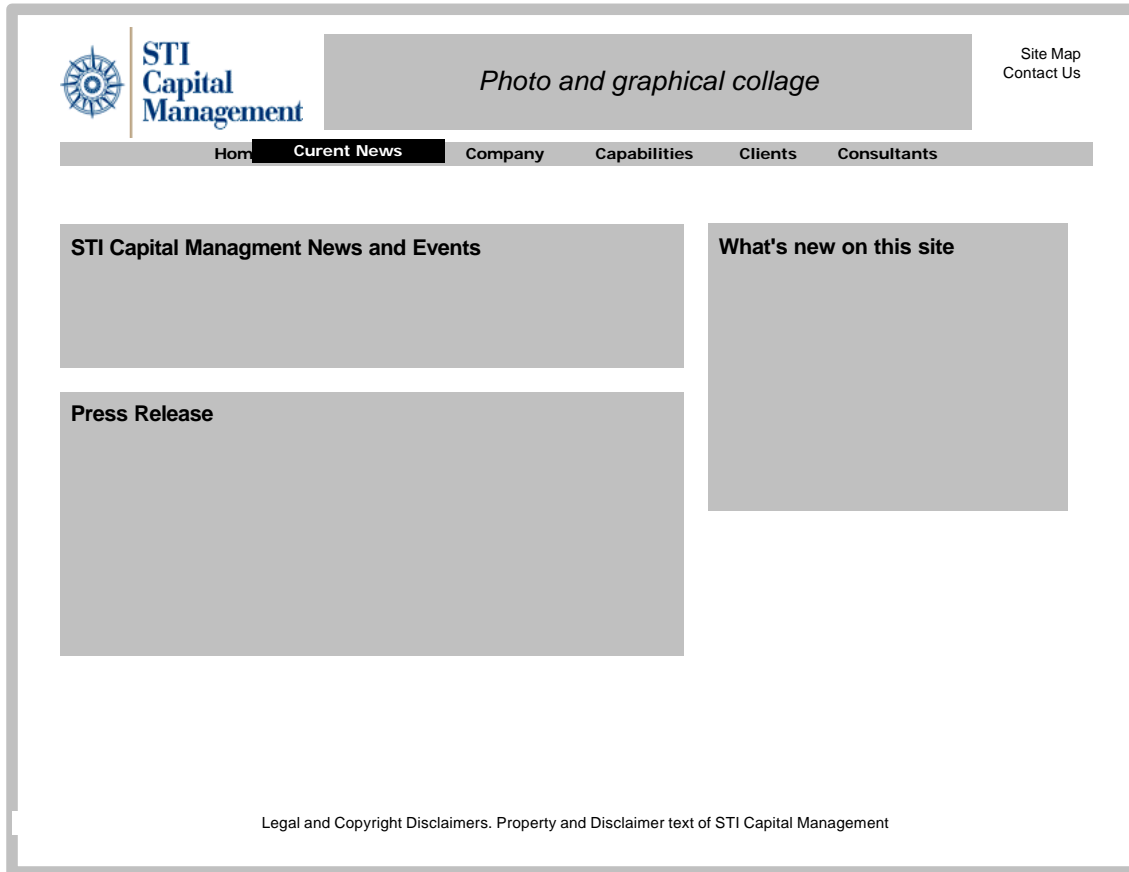 STI
Capital
Management
Photo and graphical collage
Site Map
Contact Us
Hom Curent News Company Capabilities Clients Consultants
STI Capital Managment News and Events
What's new on this site
Press Release
Legal and Copyright Disclaimers. Property and Disclaimer text of STI Capital Management